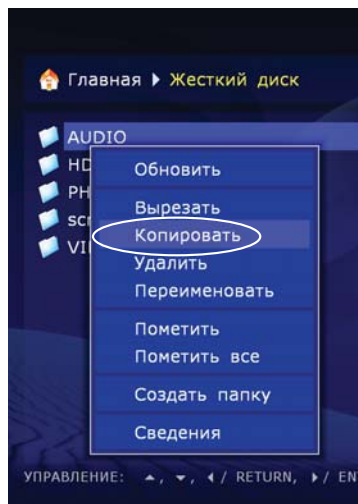 Главная Жесткий диск
AUDIO
HD
PH
scr
VI
Обновить
Вырезать
Копировать
Удалить
Переименовать
Пометить
Пометить все
Создать папку
Сведения
УПРАВЛЕНИЕ: ▲, ▼, ◀/ RETURN, ▶/ EN